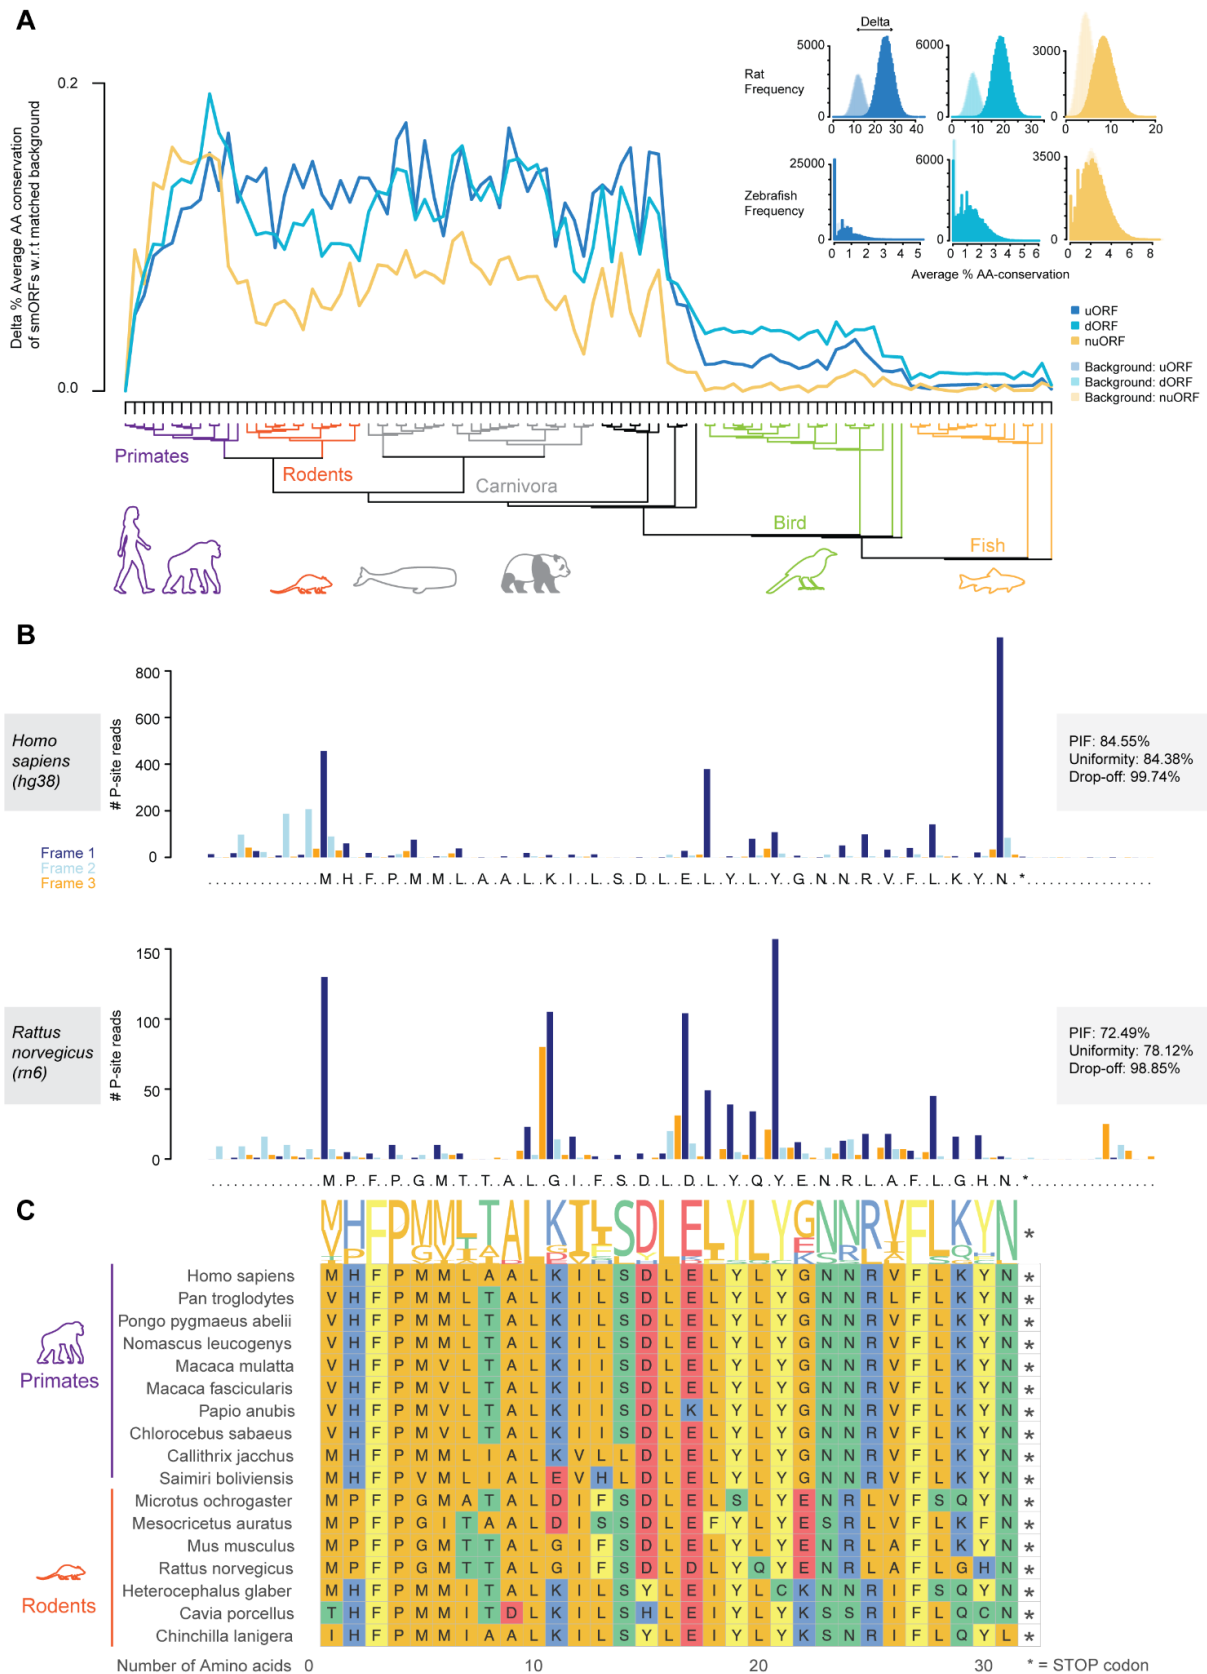 A
Delta % Average AA conservation
of smORFs w.r.t matched background
0.2
0.0
Delta
Rat
Frequency
5000
0
0 10 20 30 40
6000
0
0 10 20 30
3000
0
0 10 20
Zebrafish
Frequency
25000
0
0 1 2 3 4 5
6000
0
0 1 2 3 4 5 6
3500
0
0 2 4 6 8
Average % AA-conservation
uORF
dORF
nuORF
Background: uORF
Background: dORF
Background: nuORF
Primates
Rodents
Carnivora
Bird
Fish
B
Homo
sapiens
(hg38)
# P-site reads
800
600
400
200
0
PIF: 84.55%
Uniformity: 84.38%
Drop-off: 99.74%
Frame 1
Frame 2
Frame 3
M..H..F..P..M..M..L..A..A..L..K..I..L..S..D..L..E..L..Y..L..Y..G..N..N..R..V..F..L..K..Y..N..*
Rattus
norvegicus
(rn6)
# P-site reads
150
100
50
0
PIF: 72.49%
Uniformity: 78.12%
Drop-off: 98.85%
M..P..F..P..G..M..T..T..A..L..G..I..F..S..D..L..D..L..Y..Q..Y..E..N..R..L..A..F..L..G..H..N..*
C
MHFPMMLTALKILSDLELYLYGNNRVFLKYN *
Primates
Homo sapiens M H F P M M L A A L K I L S D L E L Y L Y G N N R V F L K Y N *
Pan troglodytes V H F P M M L T A L K I L S D L E L Y L Y G N N R L F L K Y N *
Pongo pygmaeus abelii V H F P M M L T A L K I L S D L E L Y L Y G N N R V F L K Y N *
Nomascus leucogenys V H F P M M L T A L K I L S D L E L Y L Y G N N R V F L K Y N *
Macaca mulatta V H F P M V L T A L K I I S D L E L Y L Y G N N R V F L K Y N *
Macaca fascicularis V H F P M V L T A L K I I S D L E L Y L Y G N N R V F L K Y N *
Papio anubis V H F P M V L T A L K I I S D L K L Y L Y G N N R V F L K Y N *
Chlorocebus sabaeus V H F P M V L T A L K I I S D L E L Y L Y G N N R V F L K Y N *
Callithrix jacchus M H F P M M L I A L K V L L D L E L Y L Y G N N R V F L K Y N *
Saimiri boliviensis M H F P V M L I A L E V H L D L E L Y L Y G N N R V F L K Y N *
Rodents
Microtus ochrogaster M P F P G M A T A L D I F S D L E L S L Y E N R L V F S Q Y N *
Mesocricetus auratus M P F P G I T A A L D I S S D L E F Y L Y E S R L V F L K F N *
Mus musculus M P F P G M T T A L G I F S D L E L Y L Y E N R L A F L K Y N *
Rattus norvegicus M P F P G M T T A L G I F S D L D L Y Q Y E N R L A F L G H N *
Heterocephalus glaber M H F P M M I T A L K I L S Y L E I Y L C K N N R I F S Q Y N *
Cavia porcellus T H F P M M I T D L K I L S H L E I Y L Y K S S R I F L Q C N *
Chinchilla lanigera I H F P M M I A A L K I L S Y L E I Y L Y K S N R I F L Q Y L *
Number of Amino acids 0 10 20 30 * = STOP codon